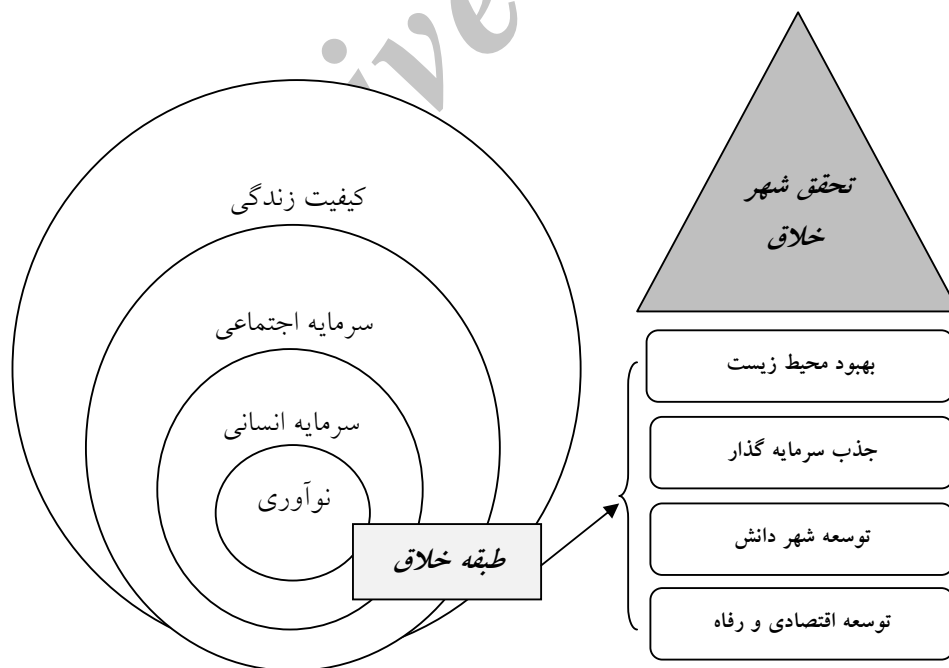 ive
تحقق شهر
خلاق
کیفیت زندگی
سرمایه اجتماعی
سرمایه انسانی
نوآوری
طبقه خلاق
بهبود محیط زیست
جذب سرمایه گذار
توسعه شهر دانش
توسعه اقتصادی و رفاه